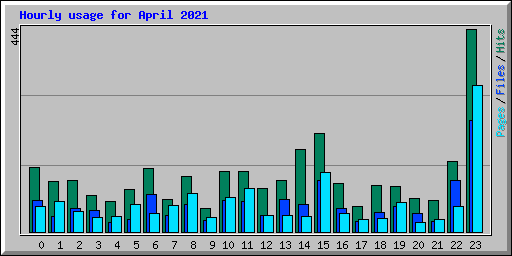 Hourly usage for April 2021
444
Pages / Files / Hits
0 1 2 3 4 5 6 7 8 9 10 11 12 13 14 15 16 17 18 19 20 21 22 23